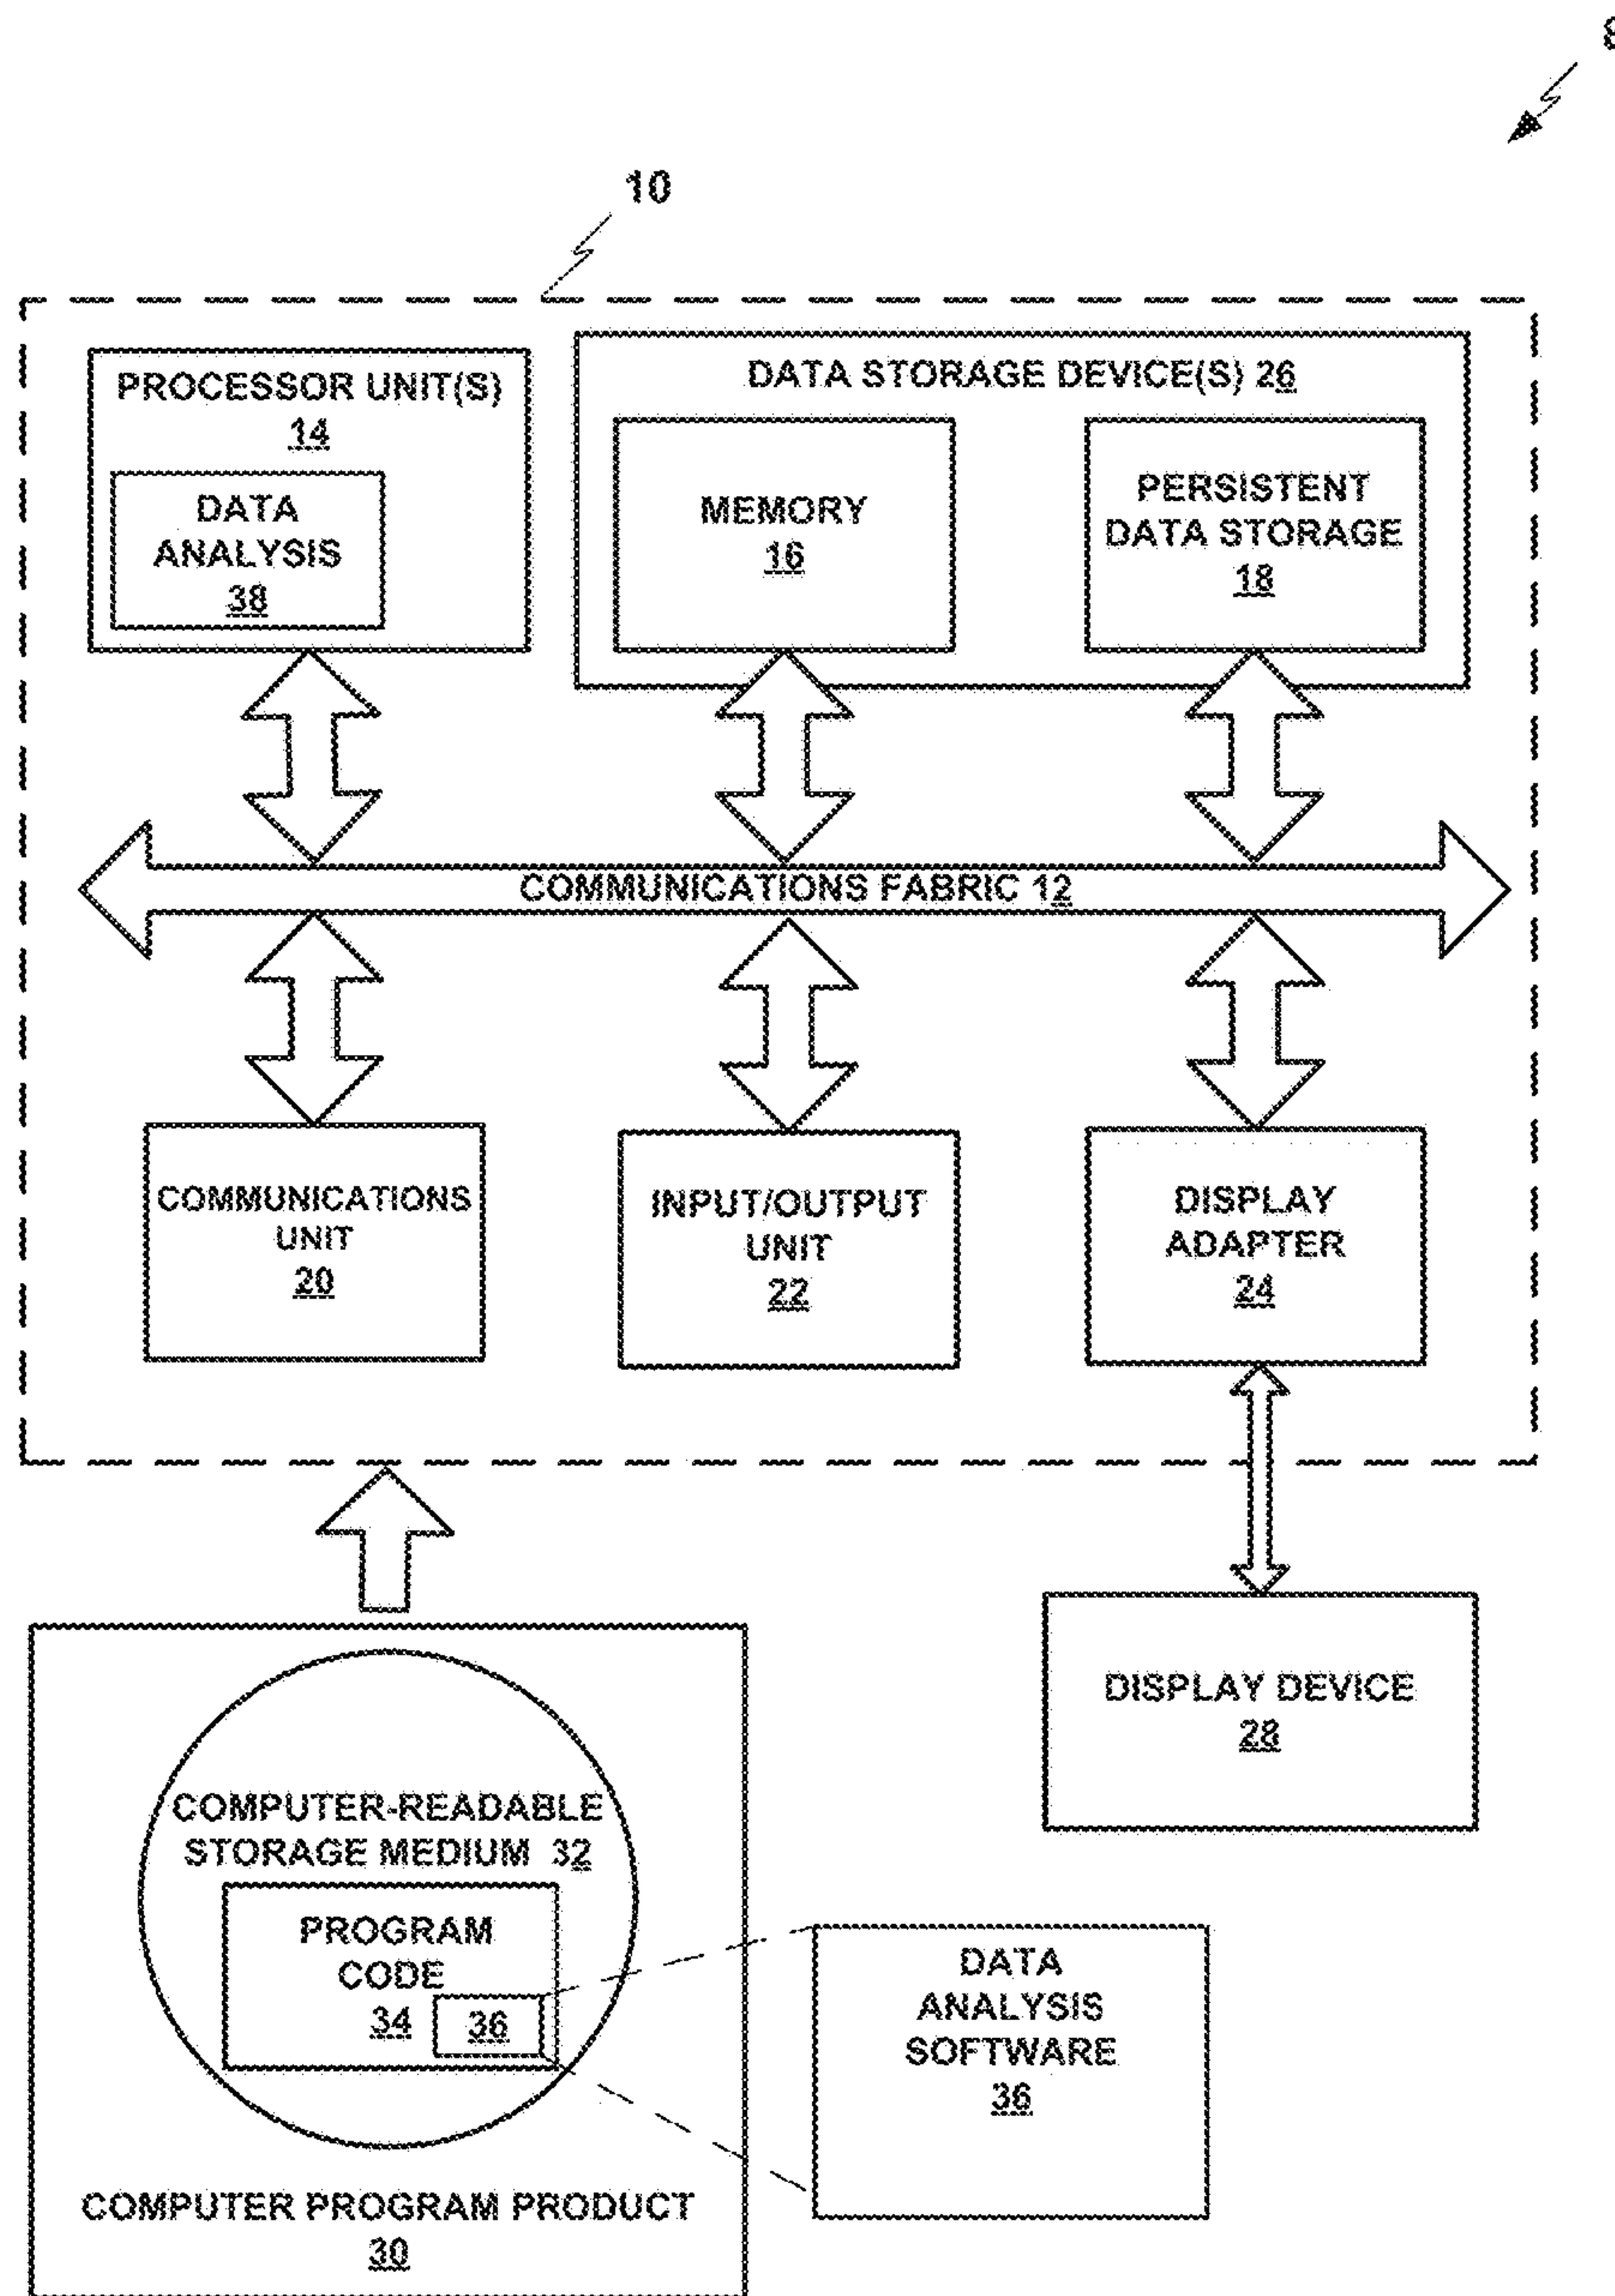 8
10
PROCESSOR UNIT(S)
14
DATA
ANALYSIS
38
DATA STORAGE DEVICE(S) 26
MEMORY
16
PERSISTENT
DATA STORAGE
18
COMMUNICATIONS FABRIC 12
COMMUNICATIONS
UNIT
20
INPUT/OUTPUT
UNIT
22
DISPLAY
ADAPTER
24
DISPLAY DEVICE
28
COMPUTER-READABLE
STORAGE MEDIUM 32
PROGRAM
CODE
34
36
DATA
ANALYSIS
SOFTWARE
36
COMPUTER PROGRAM PRODUCT
30